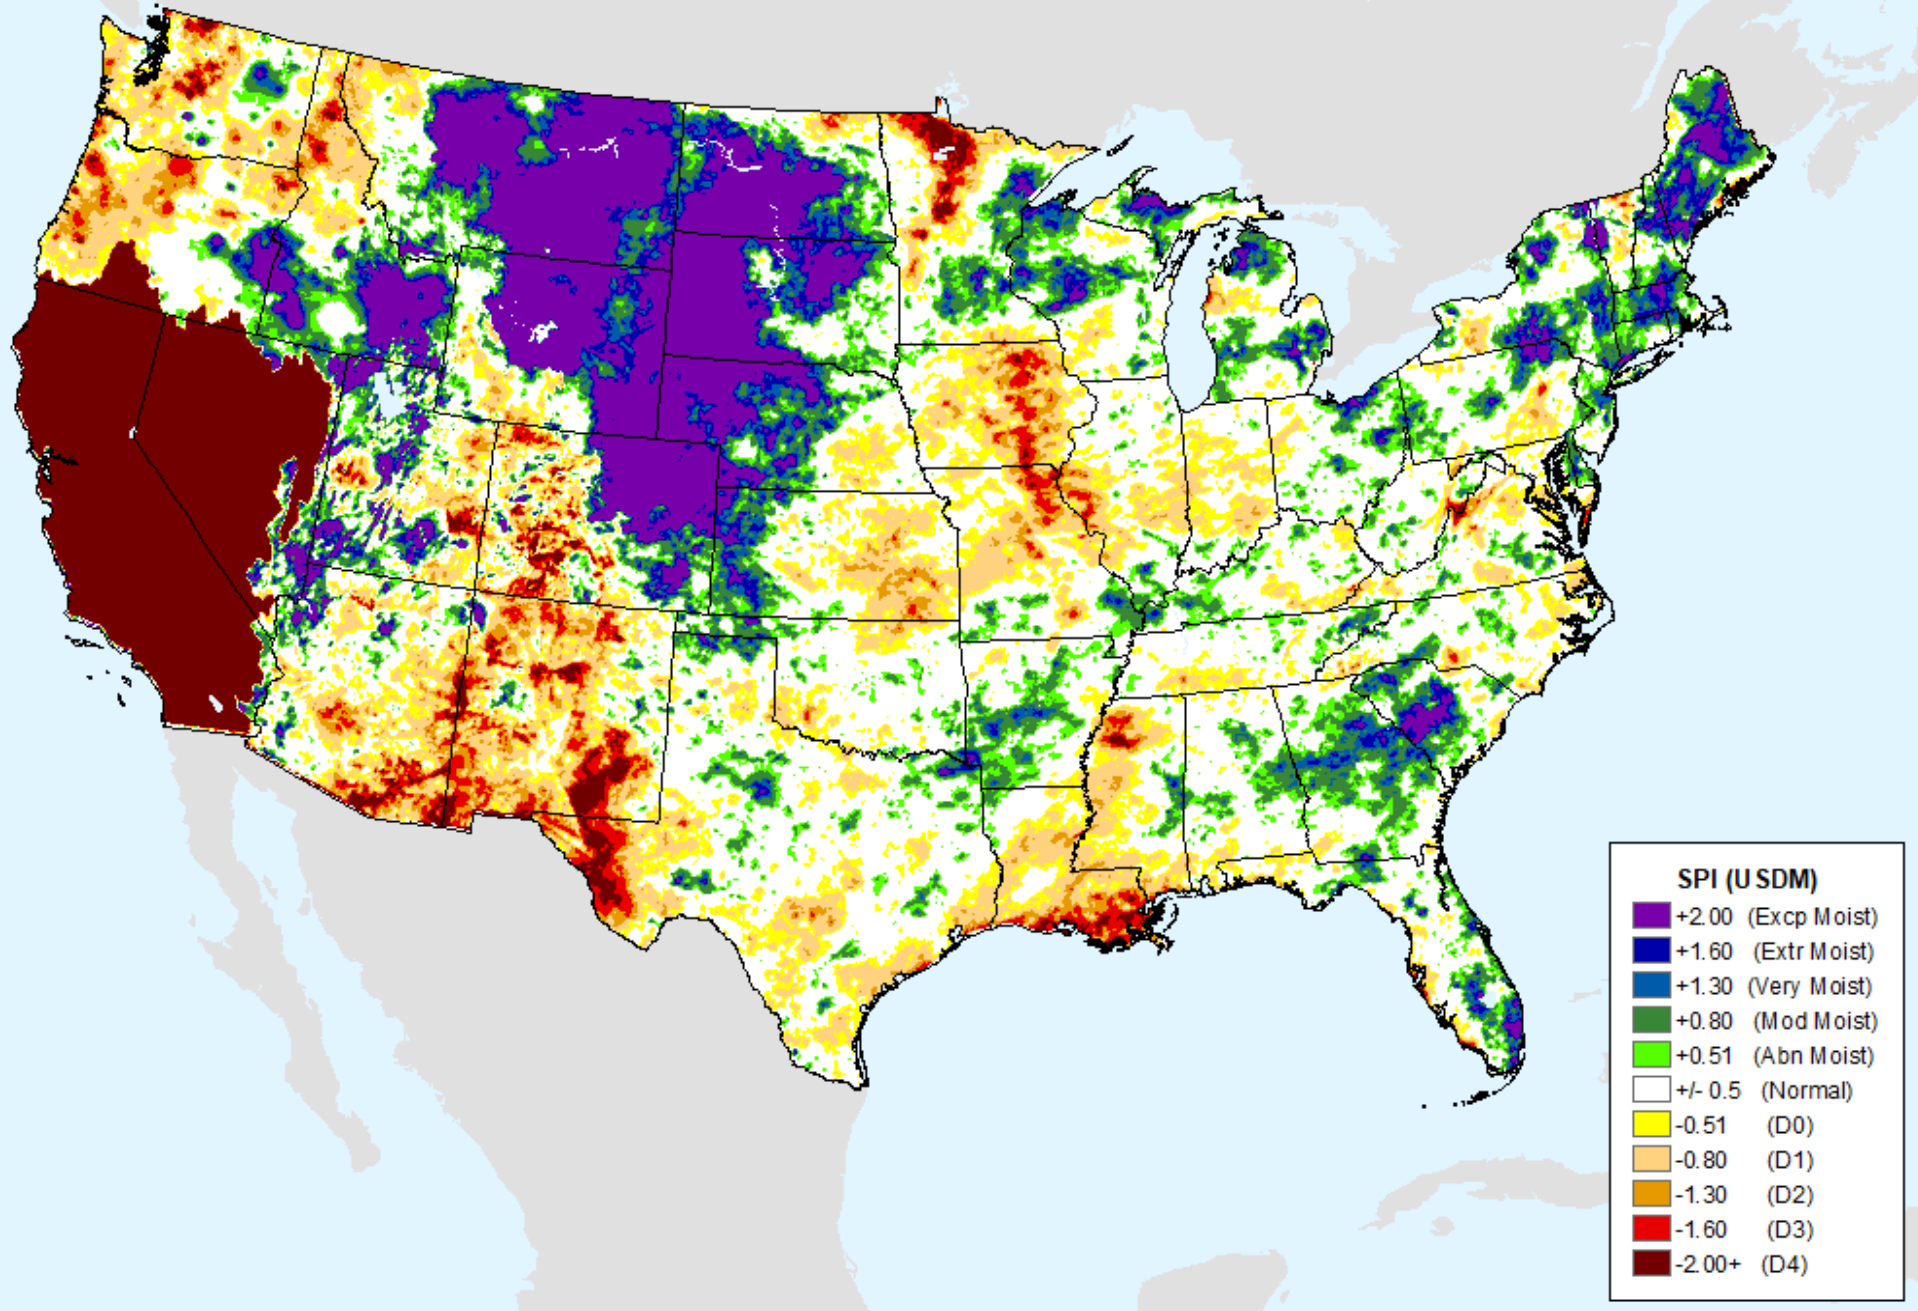 SPI (USDM)
+2.00 (Excp Moist)
+1.60 (Extr Moist)
+1.30 (Very Moist)
+0.80 (Mod Moist)
+0.51 (Abn Moist)
+/- 0.5 (Normal)
-0.51 (D0)
-0.80 (D1)
-1.30 (D2)
-1.60 (D3)
-2.00+ (D4)